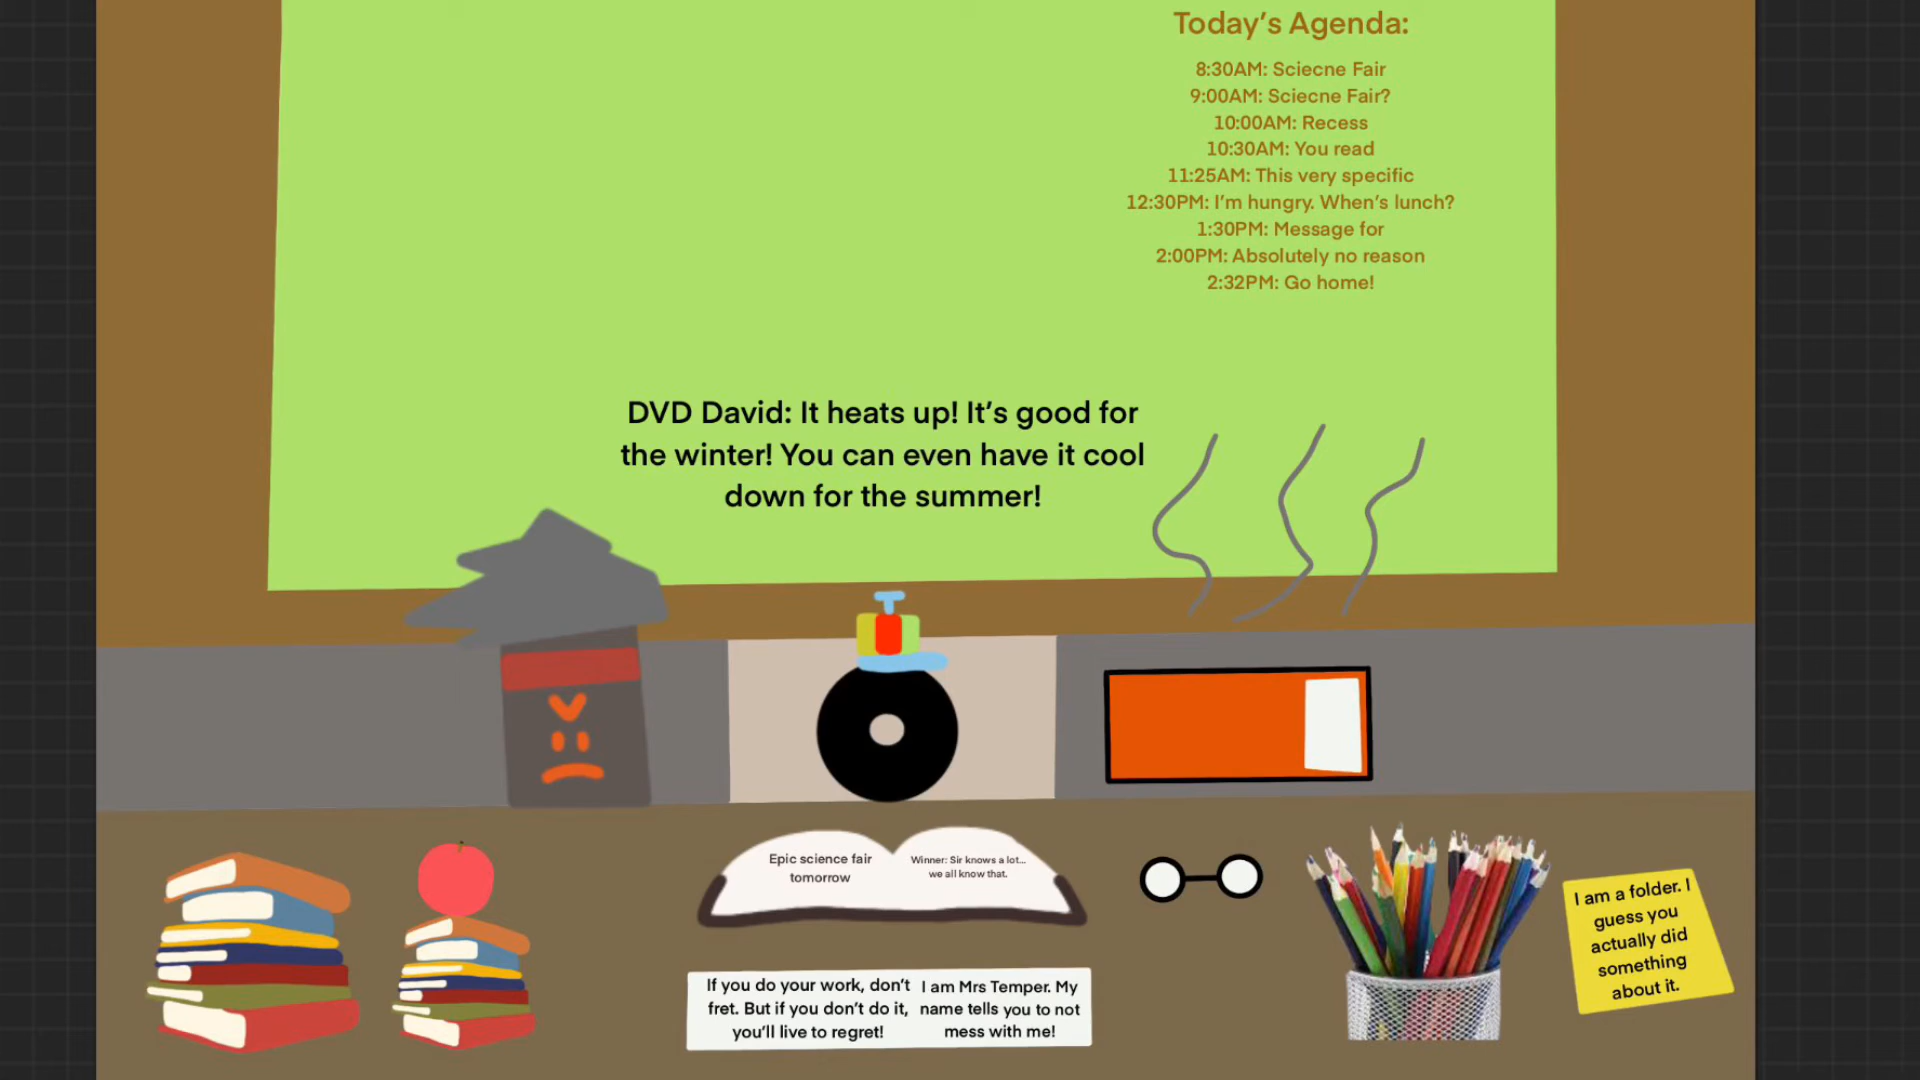 Today's Agenda:
8:30AM: Sciecne Fair
9:00AM: Sciecne Fair?
10:00AM: Recess
10:30AM: You read
11:25AM: This very specific
12:30PM: I'm hungry. When's lunch?
1:30PM: Message for
2:00PM: Absolutely no reason
2:32PM: Go home!
DVD David: It heats up! It's good for
the winter! You can even have it cool
down for the summer!
Epic science fair
tomorrow
Winner: Sir knows a lot...
we all know that.
If you do your work, don't
fret. But if you don't do it,
you'll live to regret!
I am Mrs Temper. My
name tells you to not
mess with me!
I am a folder. I
guess you
actually did
something
about it.